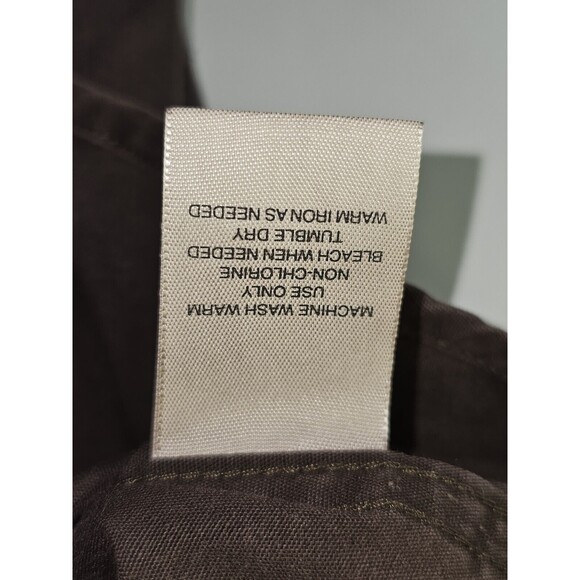 MACHINE WASH WARM
USE ONLY
NON-CHLORINE
BLEACH WHEN NEEDED
TUMBLE DRY
WARM IRON AS NEEDED